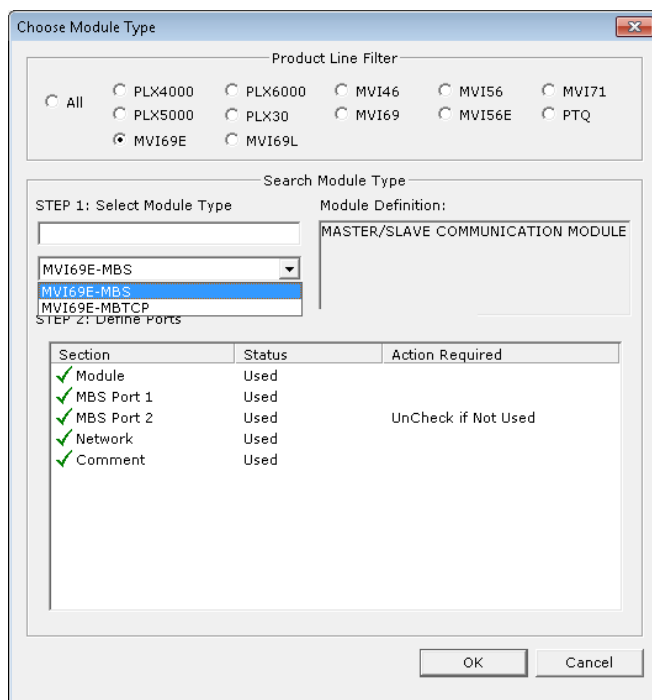 Choose Module Type
Product Line Filter
All
PLX4000 PLX6000 MVI46 MVI56 MVI71
PLX5000 PLX30 MVI69 MVI56E PTQ
MVI69E MVI69L
Search Module Type
STEP 1: Select Module Type Module Definition:
MASTER/SLAVE COMMUNICATION MODULE
MVI69E-MBS
MVI69E-MBS
MVI69E-MBTCP
STEP 2: Define Ports
Section Status Action Required
Module Used
MBS Port 1 Used
MBS Port 2 Used UnCheck if Not Used
Network Used
Comment Used
OK Cancel